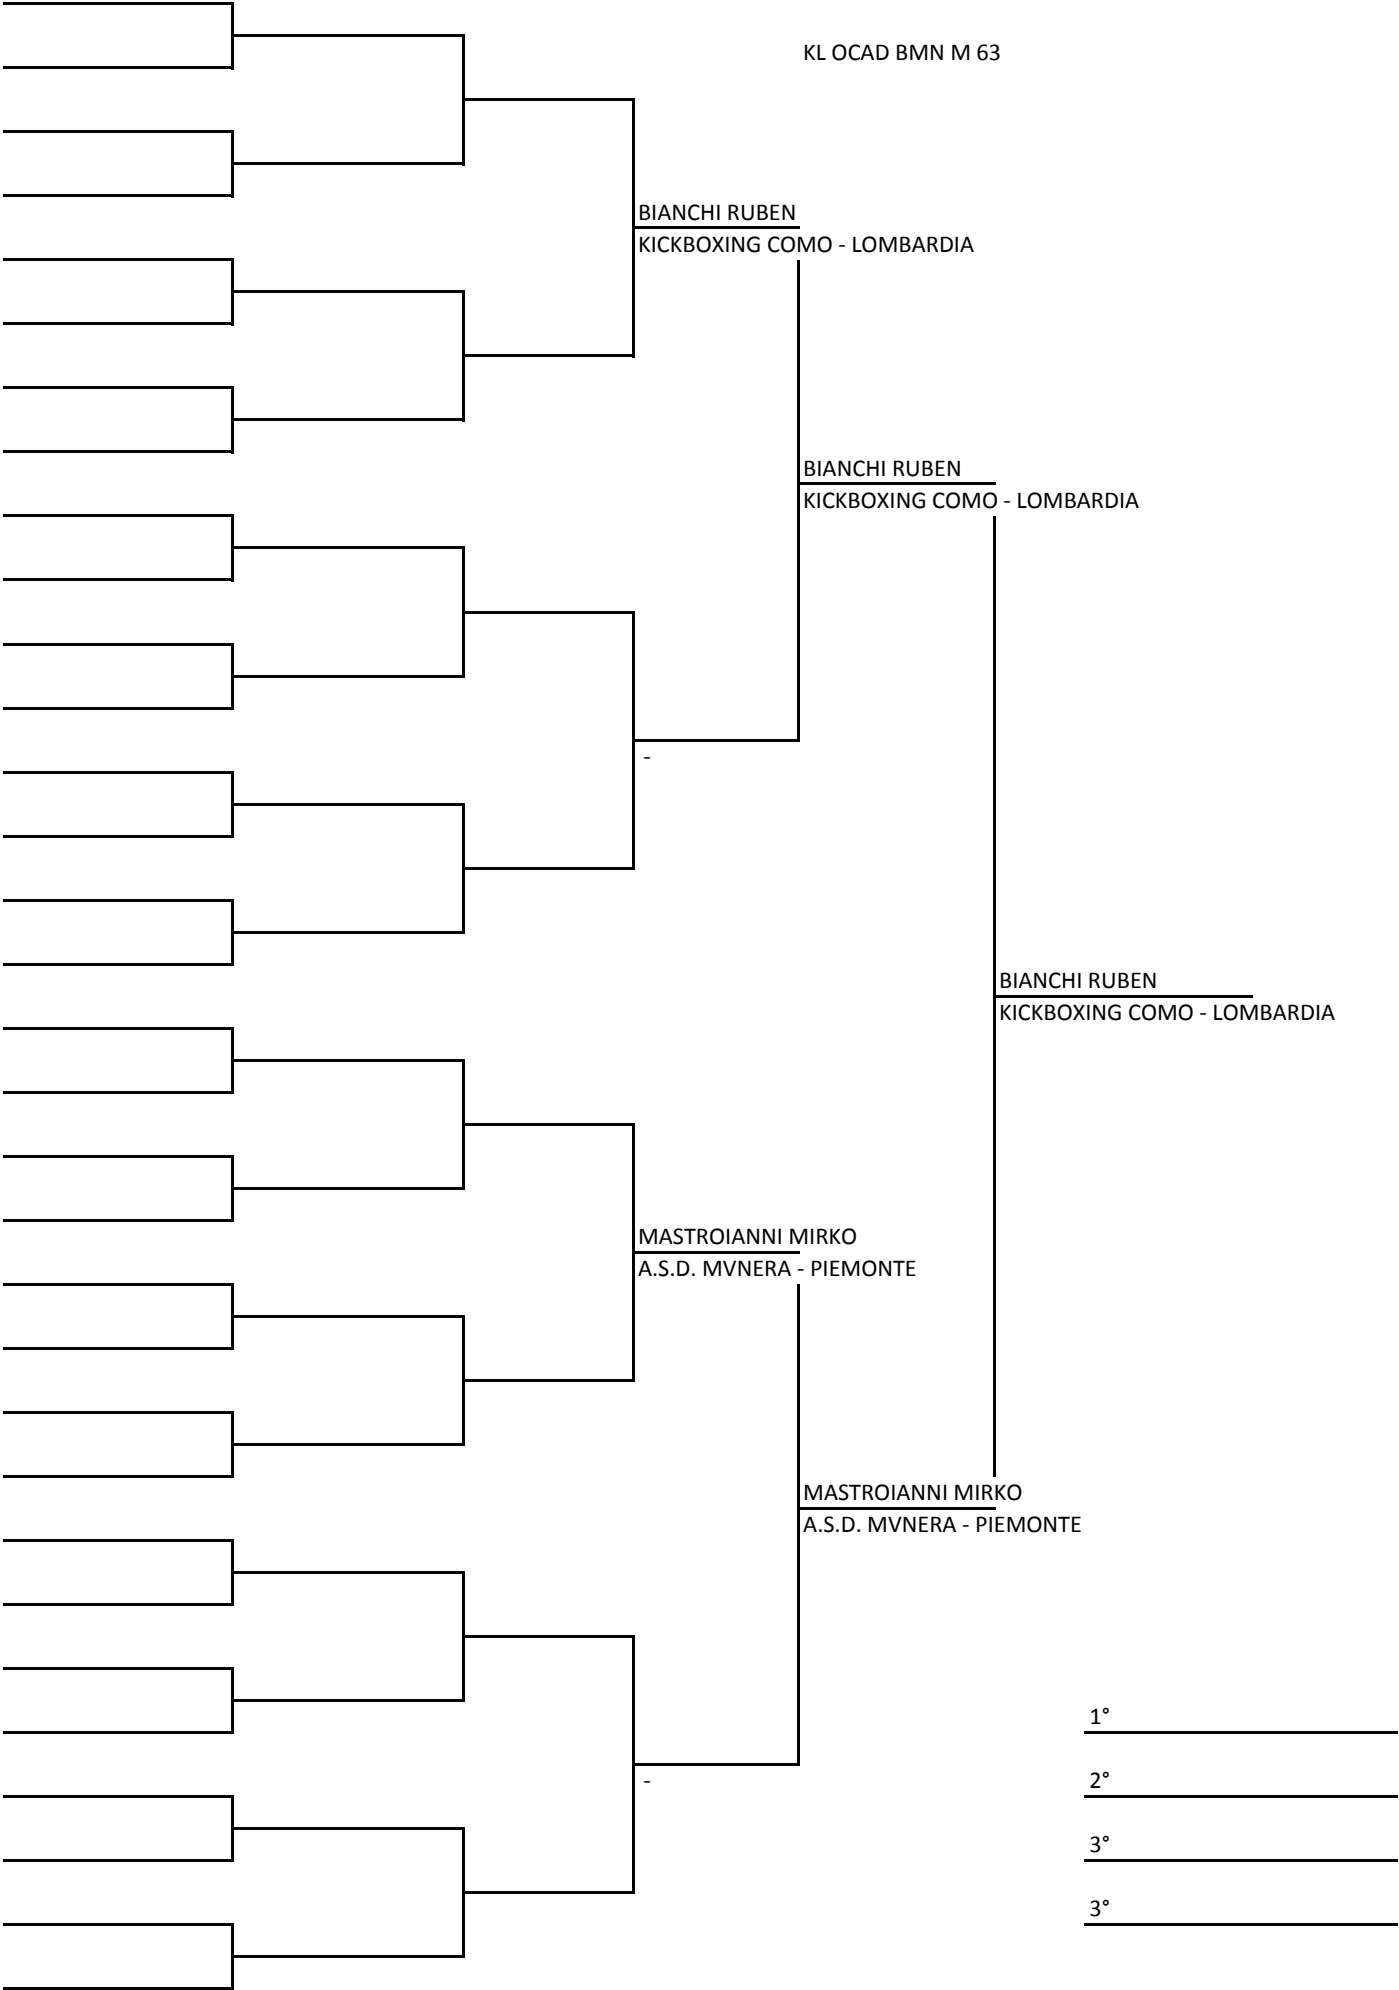 KL OCAD BMN M 63
BIANCHI RUBEN
KICKBOXING COMO - LOMBARDIA
BIANCHI RUBEN
KICKBOXING COMO - LOMBARDIA
-
BIANCHI RUBEN
KICKBOXING COMO - LOMBARDIA
MASTROIANNI MIRKO
A.S.D. MVNERA - PIEMONTE
MASTROIANNI MIRKO
A.S.D. MVNERA - PIEMONTE
1°
-
2°
3°
3°